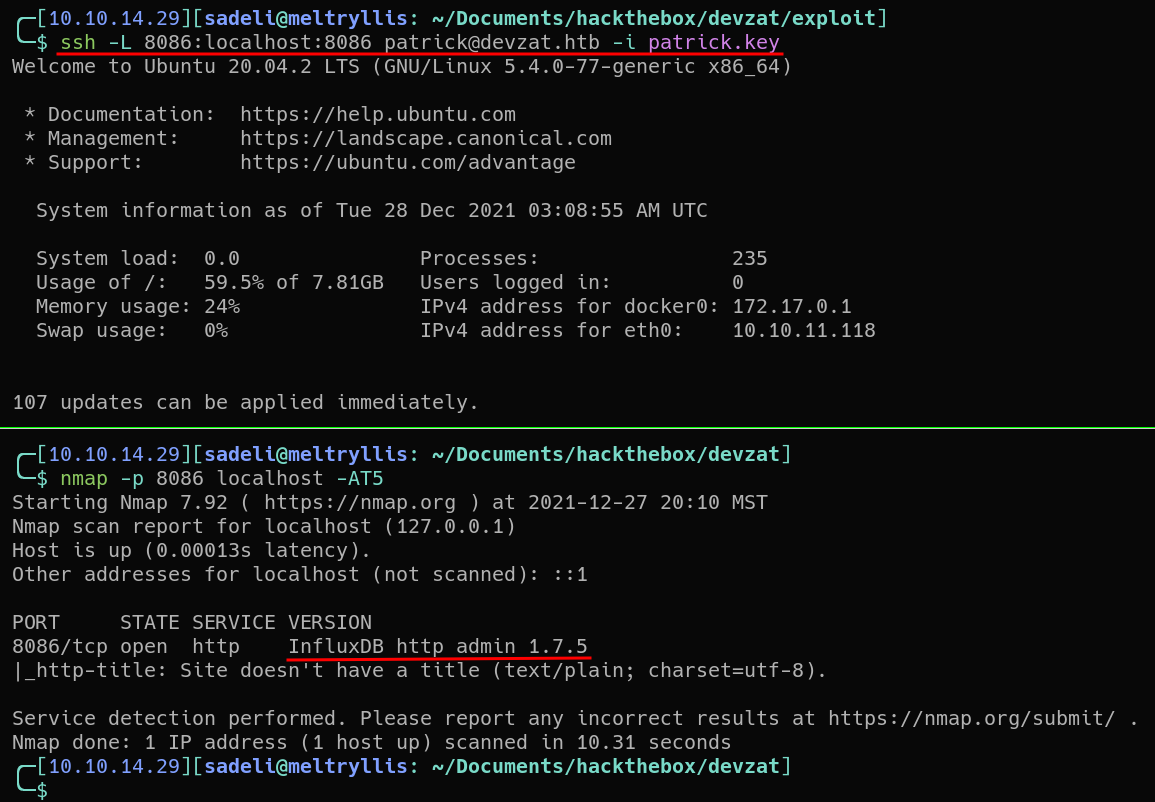 [10.10.14.29][sadeli@meltryllis: ~/Documents/hackthebox/devzat/exploit]
$ ssh -L 8086:localhost:8086 patrick@devzat.htb -i patrick.key
Welcome to Ubuntu 20.04.2 LTS (GNU/Linux 5.4.0-77-generic x86_64)
* Documentation:  https://help.ubuntu.com
* Management:     https://landscape.canonical.com
* Support:        https://ubuntu.com/advantage
System information as of Tue 28 Dec 2021 03:08:55 AM UTC
System load:  0.0               Processes:                235
Usage of /:   59.5% of 7.81GB   Users logged in:          0
Memory usage: 24%               IPv4 address for docker0: 172.17.0.1
Swap usage:   0%                IPv4 address for eth0:    10.10.11.118
107 updates can be applied immediately.
[10.10.14.29][sadeli@meltryllis: ~/Documents/hackthebox/devzat]
$ nmap -p 8086 localhost -AT5
Starting Nmap 7.92 ( https://nmap.org ) at 2021-12-27 20:10 MST
Nmap scan report for localhost (127.0.0.1)
Host is up (0.00013s latency).
Other addresses for localhost (not scanned): ::1
PORT     STATE SERVICE VERSION
8086/tcp open  http    InfluxDB http admin 1.7.5
|_http-title: Site doesn't have a title (text/plain; charset=utf-8).
Service detection performed. Please report any incorrect results at https://nmap.org/submit/ .
Nmap done: 1 IP address (1 host up) scanned in 10.31 seconds
[10.10.14.29][sadeli@meltryllis: ~/Documents/hackthebox/devzat]
$